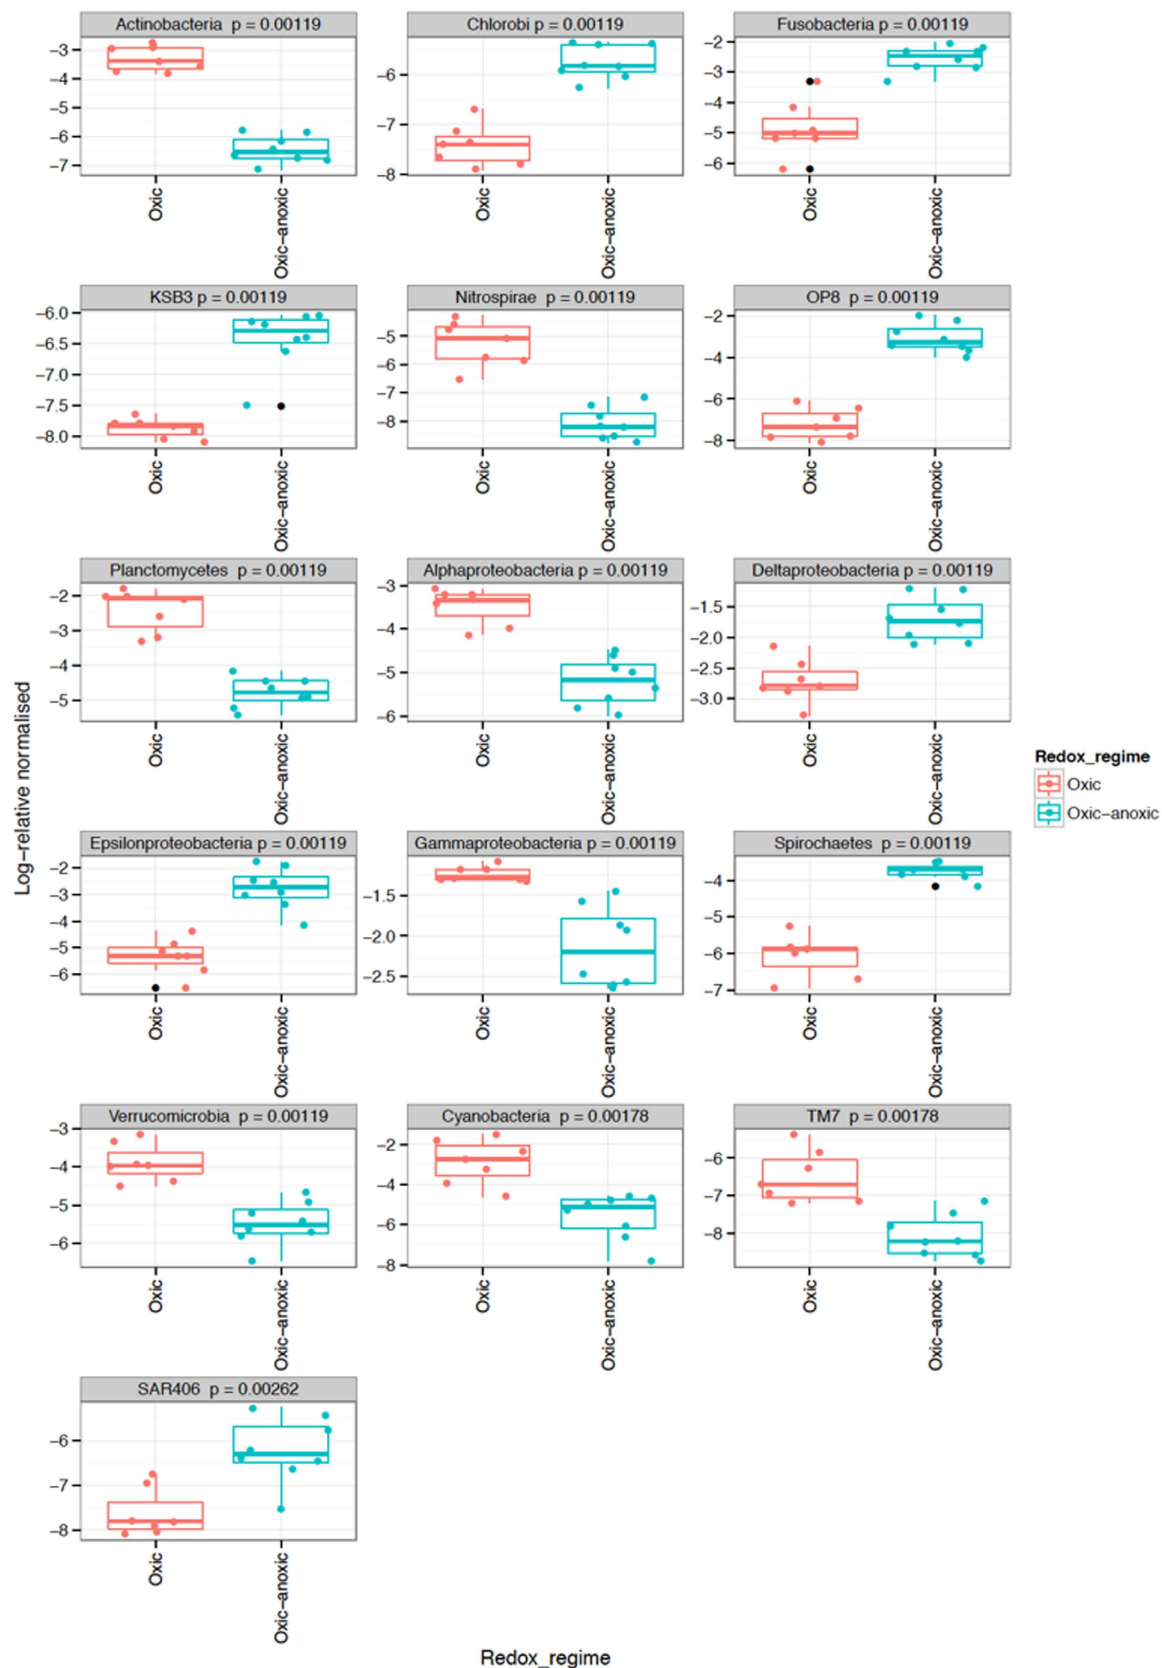 Actinobacteria p = 0.00119
Chlorobi p = 0.00119
Fusobacteria p = 0.00119
−3
−4
−5
−6
−7
−6
−7
−8
−2
−3
−4
−5
−6
Oxic
Oxic−anoxic
Oxic
Oxic−anoxic
Oxic
Oxic−anoxic
KSB3 p = 0.00119
Nitrospirae p = 0.00119
OP8 p = 0.00119
−6.0
−6.5
−7.0
−7.5
−8.0
−5
−6
−7
−8
−2
−4
−6
−8
Oxic
Oxic−anoxic
Oxic
Oxic−anoxic
Oxic
Oxic−anoxic
Planctomycetes p = 0.00119
Alphaproteobacteria p = 0.00119
Deltaproteobacteria p = 0.00119
−2
−3
−4
−5
−3
−4
−5
−6
−1.5
−2.0
−2.5
−3.0
Oxic
Oxic−anoxic
Oxic
Oxic−anoxic
Oxic
Oxic−anoxic
Log−relative normalised
Redox_regime
Oxic
Oxic−anoxic
Epsilonproteobacteria p = 0.00119
Gammaproteobacteria p = 0.00119
Spirochaetes p = 0.00119
−2
−3
−4
−5
−6
−1.5
−2.0
−2.5
−4
−5
−6
−7
Oxic
Oxic−anoxic
Oxic
Oxic−anoxic
Oxic
Oxic−anoxic
Verrucomicrobia p = 0.00119
Cyanobacteria p = 0.00178
TM7 p = 0.00178
−3
−4
−5
−6
−2
−4
−6
−8
−6
−7
−8
Oxic
Oxic−anoxic
Oxic
Oxic−anoxic
Oxic
Oxic−anoxic
SAR406 p = 0.00262
−6
−7
−8
Oxic
Oxic−anoxic
Redox_regime